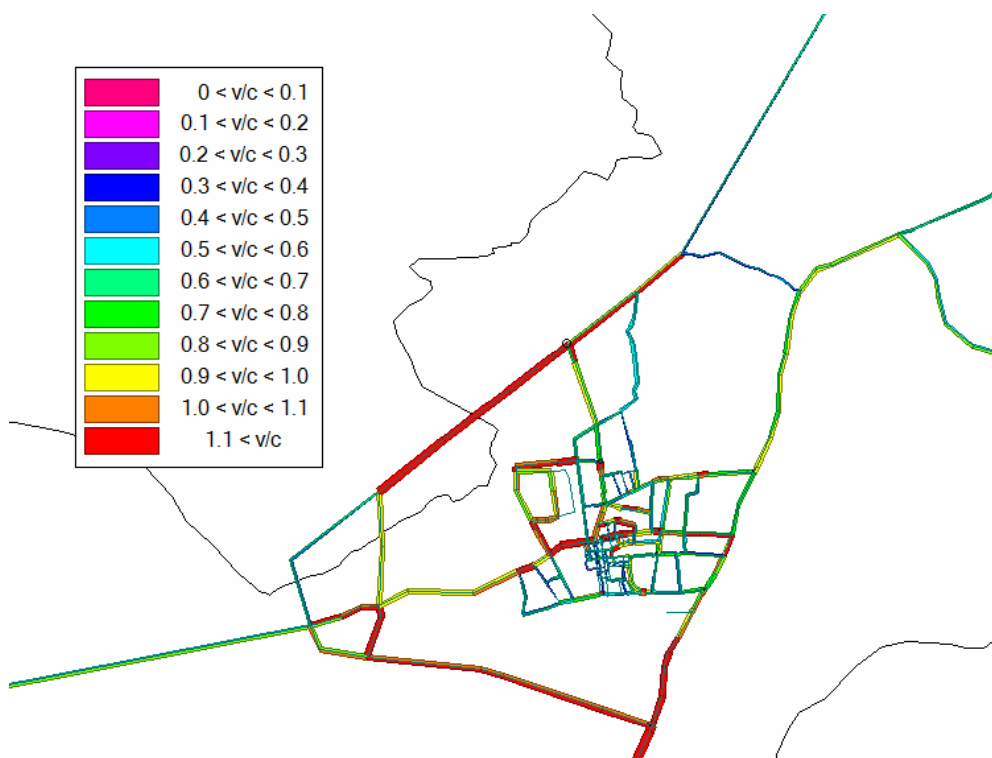 0 < v/c < 0.1
0.1 < v/c < 0.2
0.2 < v/c < 0.3
0.3 < v/c < 0.4
0.4 < v/c < 0.5
0.5 < v/c < 0.6
0.6 < v/c < 0.7
0.7 < v/c < 0.8
0.8 < v/c < 0.9
0.9 < v/c < 1.0
1.0 < v/c < 1.1
1.1 < v/c